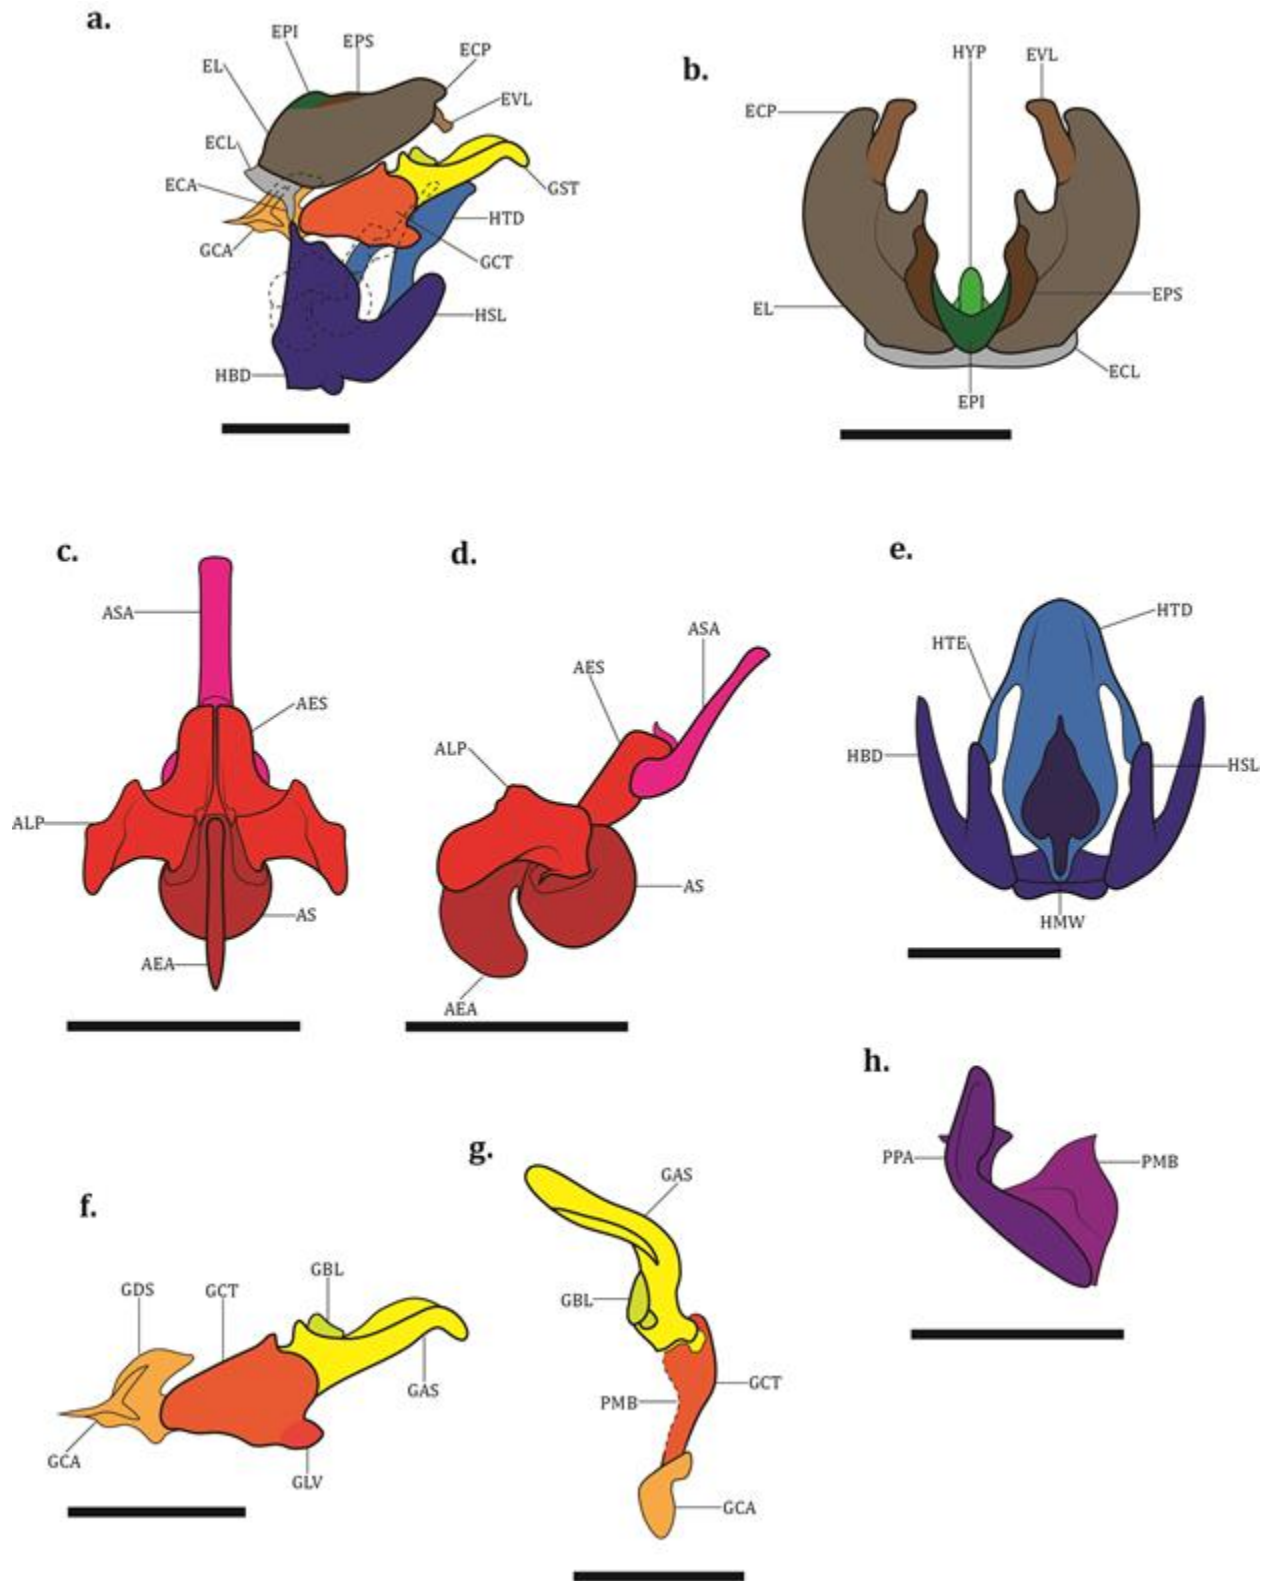 a.
EPI
EPS
ECP
EL
EVL
ECL
ECA
GST
HTD
GCA
GCT
HSL
HBD
b.
HYP
EVL
ECP
EL
EPS
ECL
EPI
c.
ASA
AES
ALP
AS
AEA
d.
ASA
AES
ALP
AS
AEA
e.
HTD
HTE
HBD
HSL
HMW
f.
GBL
GDS
GCT
GAS
GCA
GLV
g.
GAS
GBL
GCT
PMB
GCA
h.
PPA
PMB